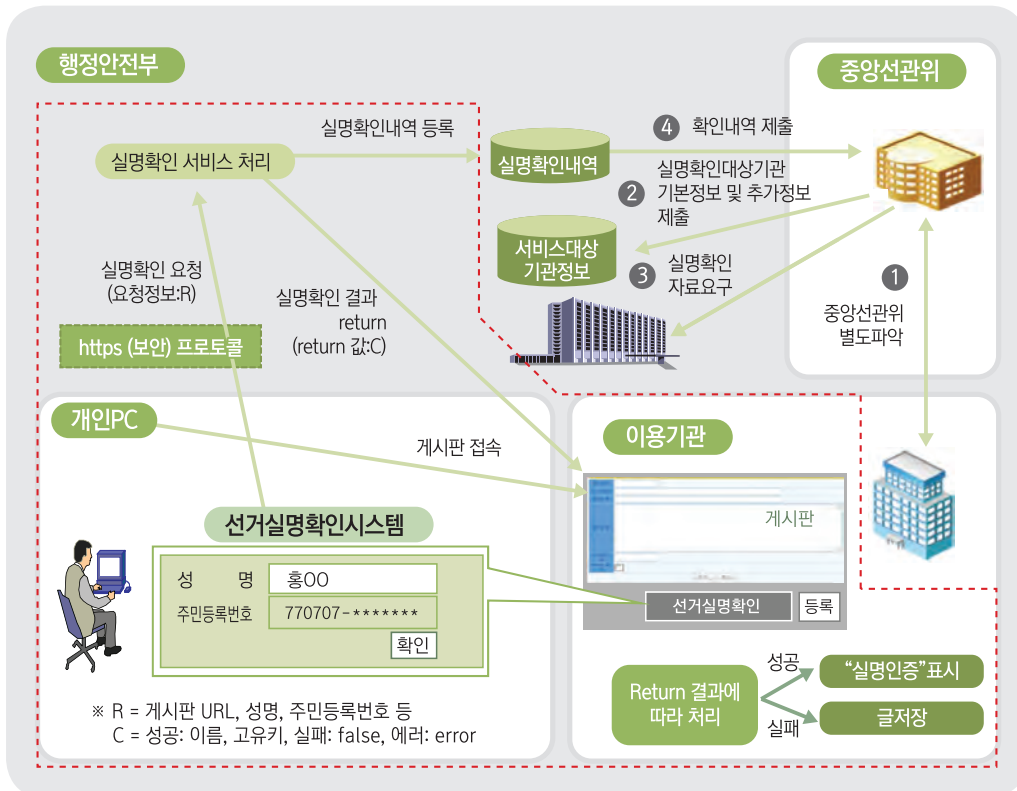 행정안전부
중앙선관위
실명확인내역 등록
실명확인 서비스 처리
실명확인내역
4 확인내역 제출
2 실명확인대상기관
기본정보 및 추가정보
제출
서비스대상
기관정보
3 실명확인
자료요구
1
중앙선관위
별도파악
실명확인 요청
(요청정보:R)
실명확인 결과
return
(return 값:C)
https (보안) 프로토콜
개인PC
게시판 접속
이용기관
게시판
선거실명확인시스템
성 명 홍OO
주민등록번호 770707-*******
확인
선거실명확인 등록
Return 결과에
따라 처리
성공
"실명인증"표시
실패
글저장
※ R = 게시판 URL, 성명, 주민등록번호 등
C = 성공: 이름, 고유키, 실패: false, 에러: error